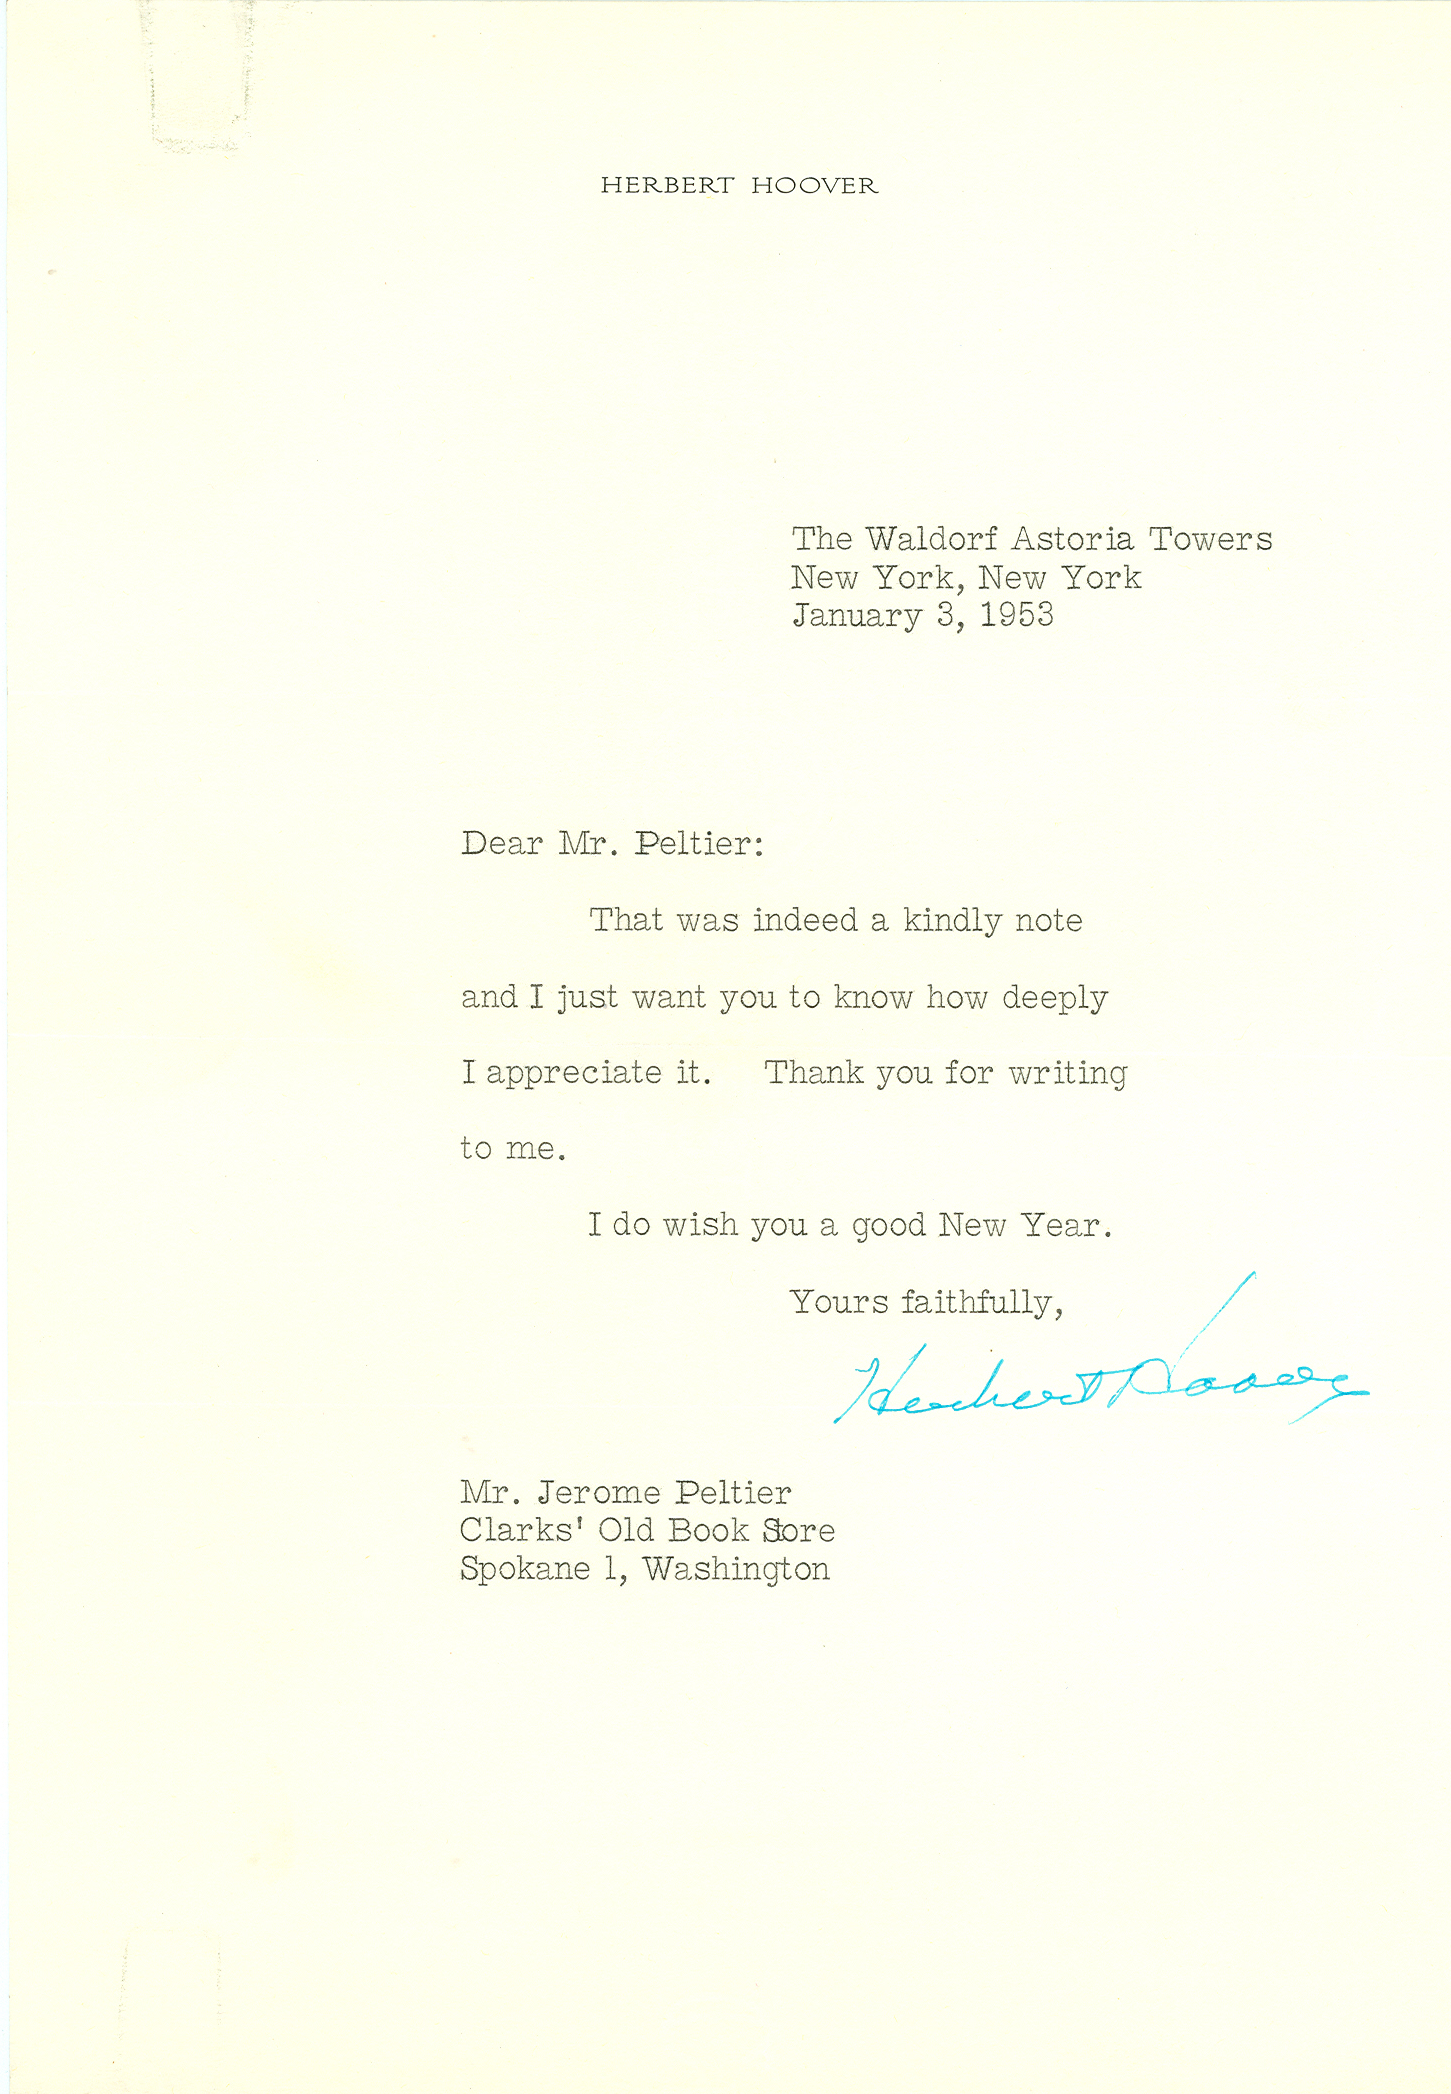 HERBERT HOOVER
The Waldorf Astoria Towers
New York, New York
January 3, 1953
Dear Mr. Peltier:
That was indeed a kindly note
and I just want you to know how deeply
I appreciate it. Thank you for writing
to me.
I do wish you a good New Year.
Yours faithfully,
Herbert Hoover
Mr. Jerome Peltier
Clarks' Old Book Store
Spokane 1, Washington